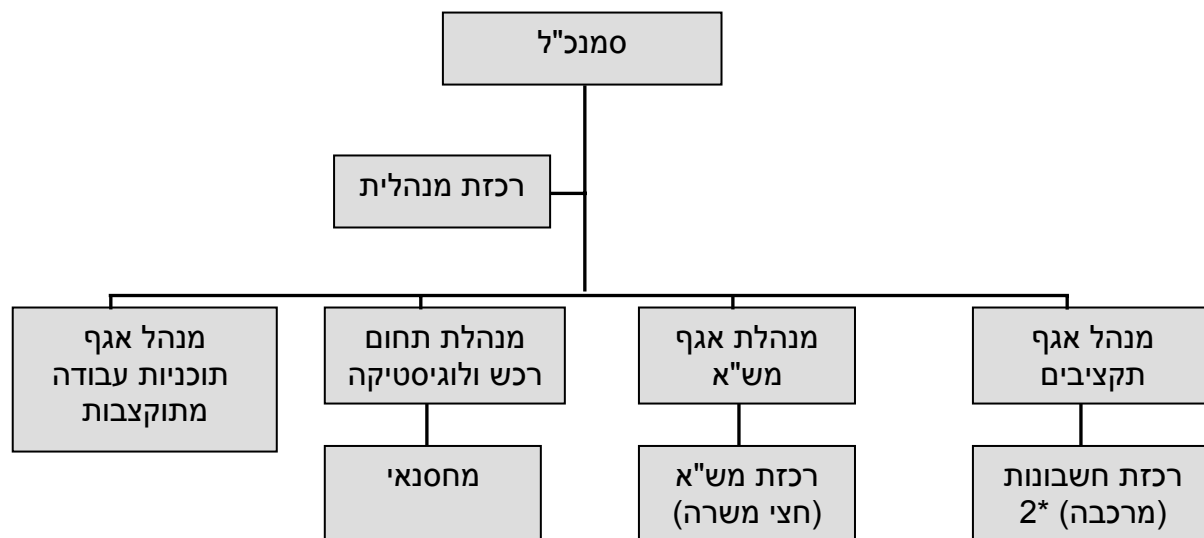 סמנכ"ל
רכזת מנהלית
מנהל אגף
תקציבים
מנהלת אגף
מש"א
מנהלת תחום
רכש ולוגיסטיקה
מנהל אגף
תוכניות עבודה
מתוקצבות
רכזת חשבונות
(מרכבה) *2
רכזת מש"א
(חצי משרה)
מחסנאי